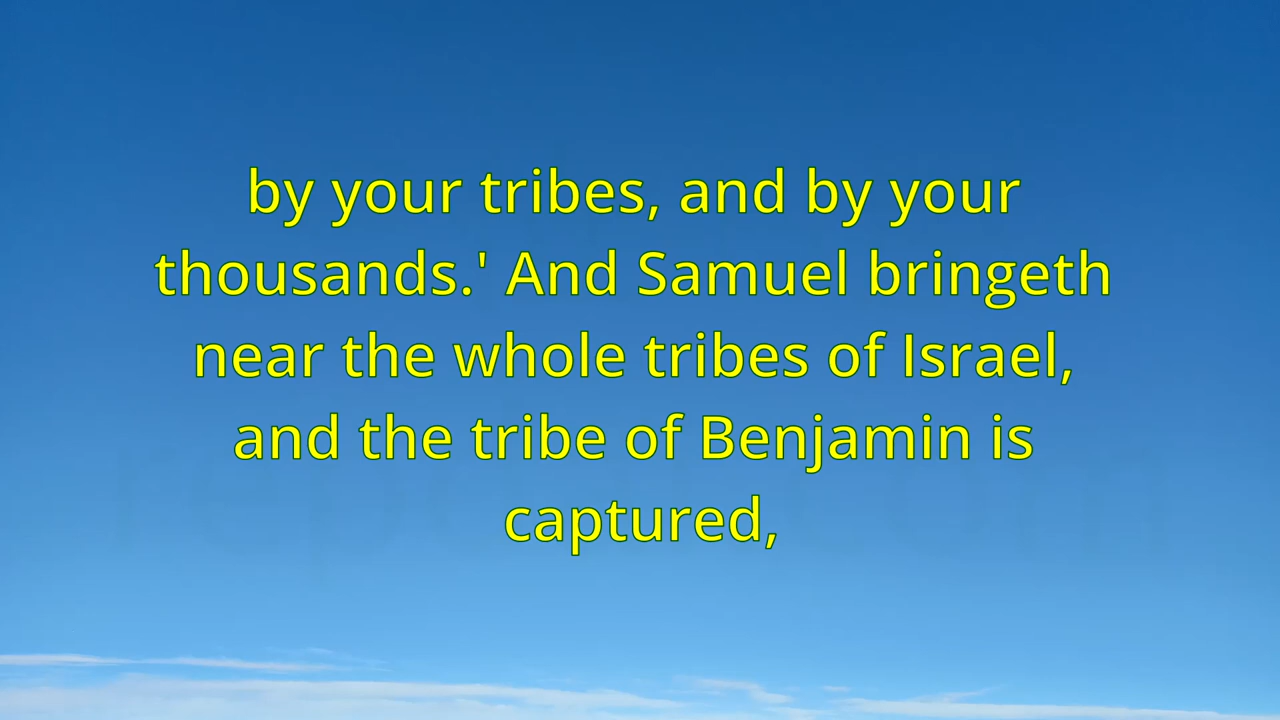 by your tribes, and by your
thousands.' And Samuel bringeth
near the whole tribes of Israel,
and the tribe of Benjamin is
captured,